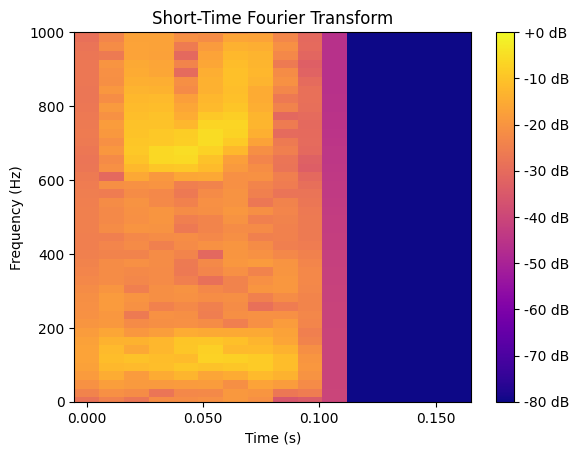 Short-Time Fourier Transform
1000
800
600
400
200
0
Frequency (Hz)
0.000
0.050
0.100
0.150
Time (s)
+0 dB
-10 dB
-20 dB
-30 dB
-40 dB
-50 dB
-60 dB
-70 dB
-80 dB